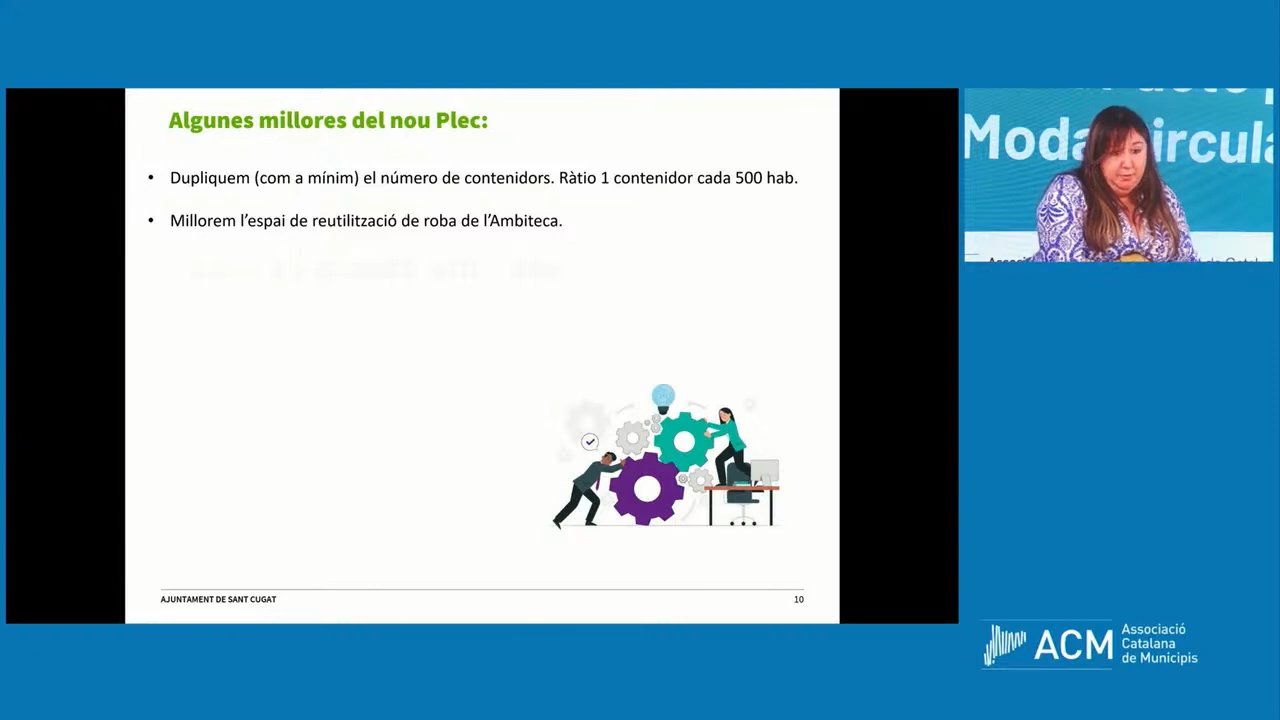 Algunes millores del nou Plec:
• Dupliquem (com a mínim) el número de contenidors. Ràtio 1 contenidor cada 500 hab.
• Millorem l'espai de reutilització de roba de l'Ambiteca.
AJUNTAMENT DE SANT CUGAT
10
Moda Circula
ACM
Associació
Catalana
de Municipis